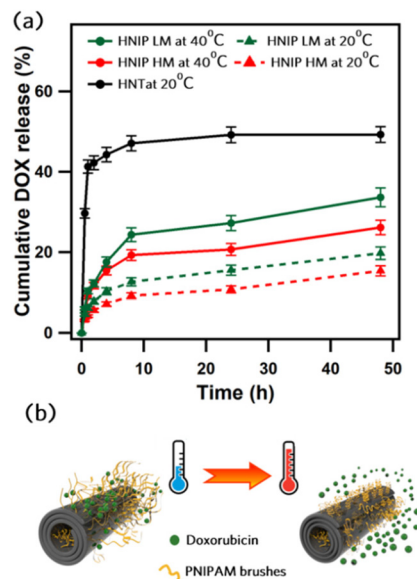 (a)
HNIP LM at 40°C
HNIP LM at 20°C
HNIP HM at 40°C
HNIP HM at 20°C
HNTat 20°C
Cumulative DOX release (%)
60
40
20
0
0
10
20
30
40
50
Time (h)
(b)
Doxorubicin
PNIPAM brushes